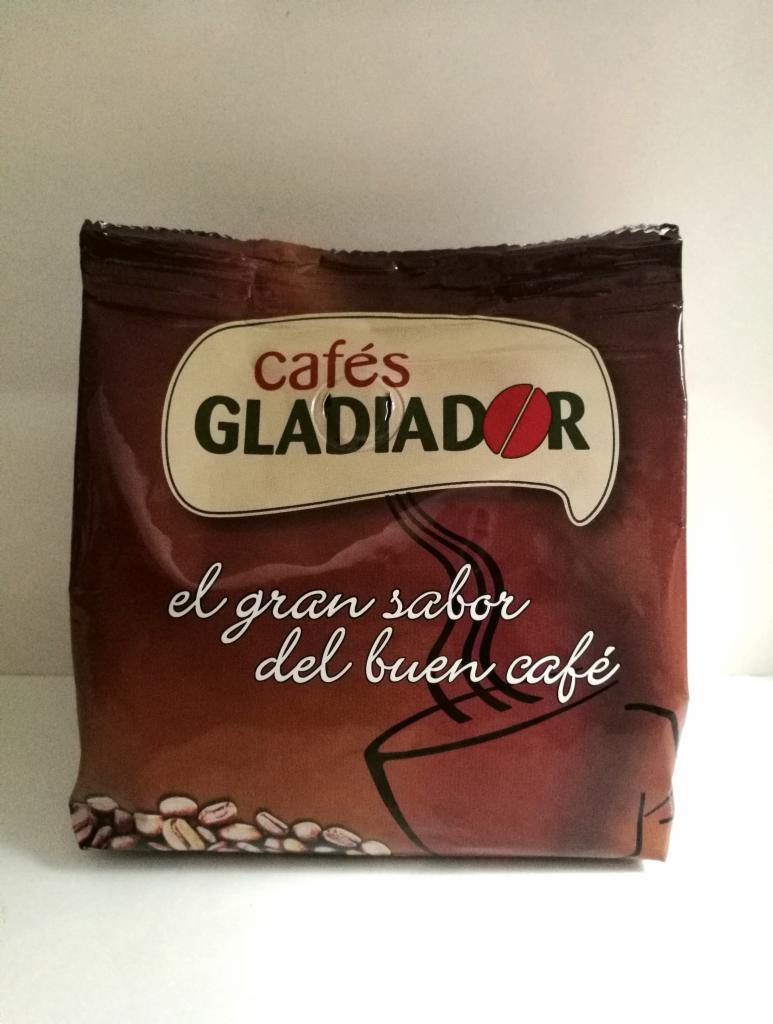 cafés
GLADIADOR
el gran sabor
del buen café